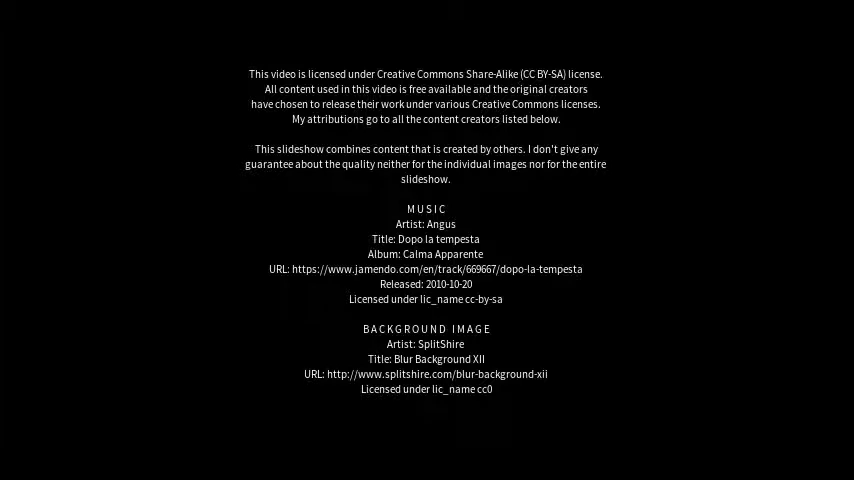 This video is licensed under Creative Commons Share-Alike (CC BY-SA) license.
All content used in this video is free available and the original creators
have chosen to release their work under various Creative Commons licenses.
My attributions go to all the content creators listed below.
This slideshow combines content that is created by others. I don't give any
guarantee about the quality neither for the individual images nor for the entire
slideshow.
MUSIC
Artist: Angus
Title: Dopo la tempesta
Album: Calma Apparente
URL: https://www.jamendo.com/en/track/669667/dopo-la-tempesta
Released: 2010-10-20
Licensed under lic_name cc-by-sa
BACKGROUND IMAGE
Artist: SplitShire
Title: Blur Background XII
URL: http://www.splitshire.com/blur-background-xii
Licensed under lic_name cc0